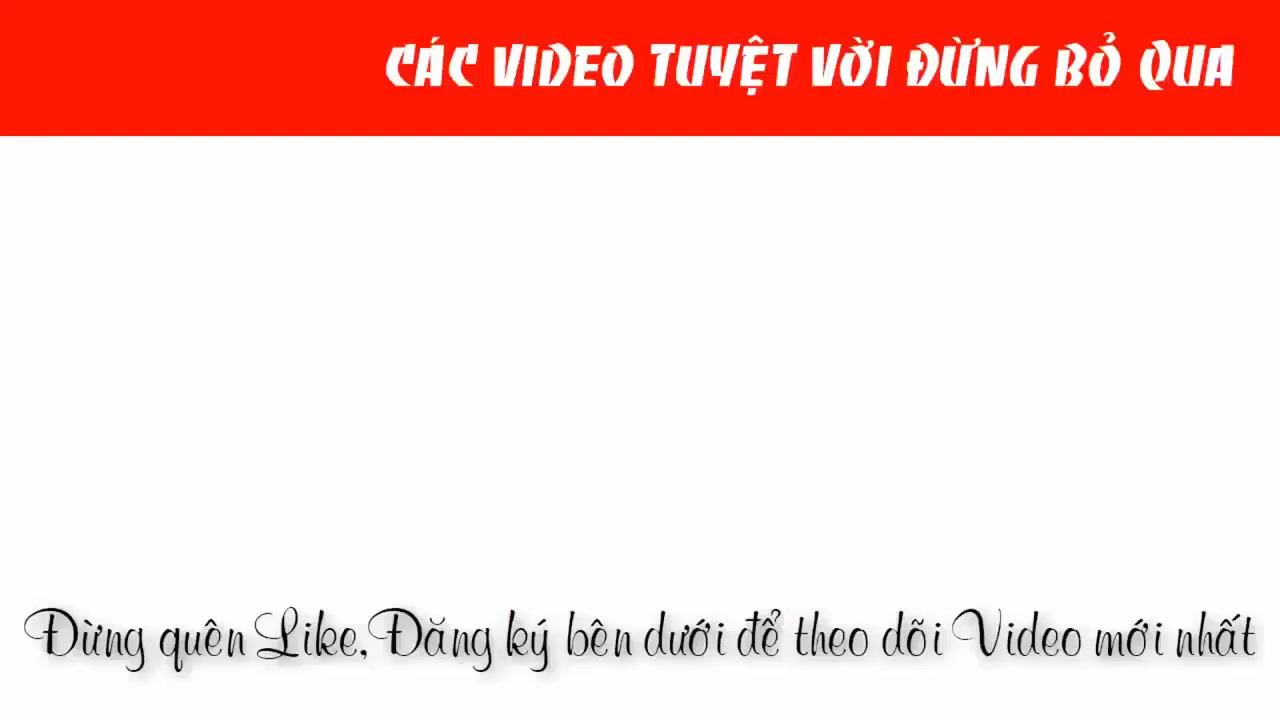 CÁC VIDEO TUYỆT VỜI ĐỪNG BỎ QUA
Đừng quên Like,Đăng ký bên dưới để theo dõi Video mới nhất